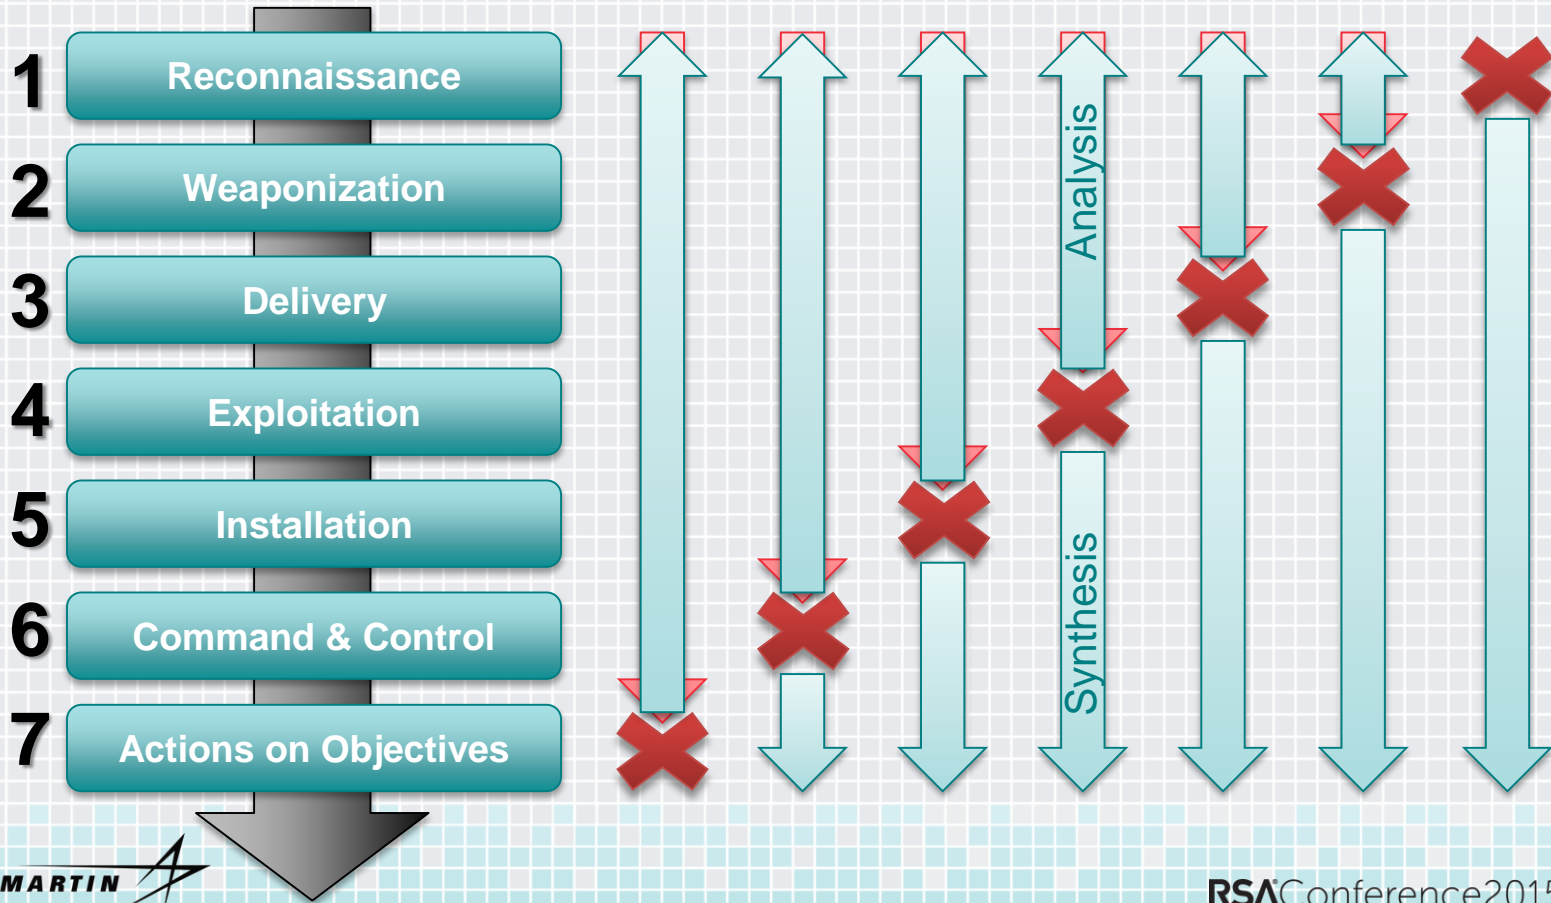 1 Reconnaissance
2 Weaponization
3 Delivery
4 Exploitation
5 Installation
6 Command & Control
7 Actions on Objectives
Analysis
Synthesis
MARTIN
RSAConference2015